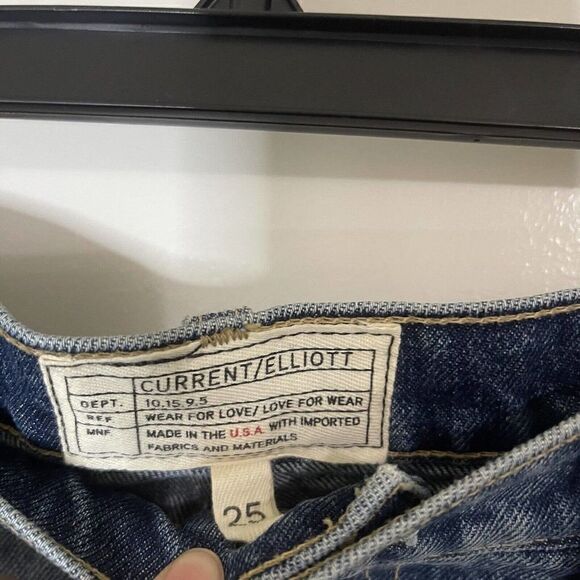 CURRENT/ELLIOTT
DEPT. 10.15.9.5
REF. WEAR FOR LOVE/ LOVE FOR WEAR
MNF. MADE IN THE U.S.A. WITH IMPORTED
FABRICS AND MATERIALS
25